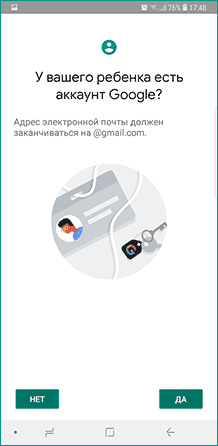 76% 17:48
У вашего ребенка есть
аккаунт Google?
Адрес электронной почты должен
заканчиваться на @gmail.com.
НЕТ
ДА